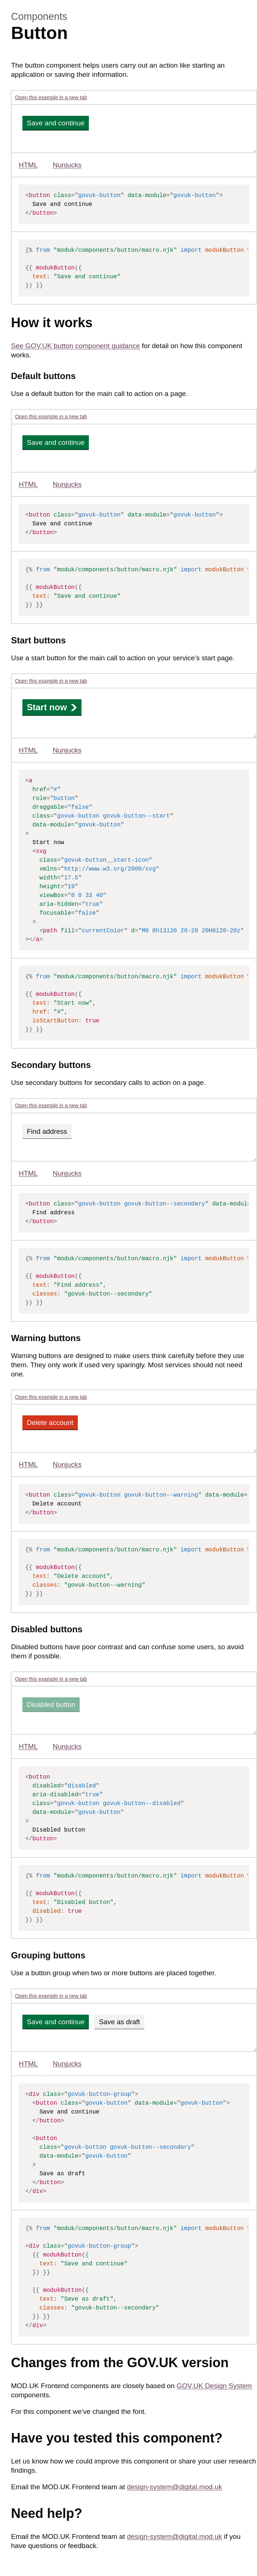 Components
Button
The button component helps users carry out an action like starting an
application or saving their information.
Open this example in a new tab
Save and continue
HTML Nunjucks
<button class="govuk-button" data-module="govuk-button">
  Save and continue
</button>
{% from "moduk/components/button/macro.njk" import modukButton
{{ modukButton({
  text: "Save and continue"
}) }}
How it works
See GOV.UK button component guidance for detail on how this component
works.
Default buttons
Use a default button for the main call to action on a page.
Open this example in a new tab
Save and continue
HTML Nunjucks
<button class="govuk-button" data-module="govuk-button">
  Save and continue
</button>
{% from "moduk/components/button/macro.njk" import modukButton
{{ modukButton({
  text: "Save and continue"
}) }}
Start buttons
Use a start button for the main call to action on your service's start page.
Open this example in a new tab
Start now
HTML Nunjucks
<a
  href="#"
  role="button"
  draggable="false"
  class="govuk-button govuk-button--start"
  data-module="govuk-button"
>
  Start now
  <svg
    class="govuk-button__start-icon"
    xmlns="http://www.w3.org/2000/svg"
    width="17.5"
    height="19"
    viewBox="0 0 33 40"
    aria-hidden="true"
    focusable="false"
  >
    <path fill="currentColor" d="M0 0h13l20 20-20 20H0l20-20z"
></a>
{% from "moduk/components/button/macro.njk" import modukButton
{{ modukButton({
  text: "Start now",
  href: "#",
  isStartButton: true
}) }}
Secondary buttons
Use secondary buttons for secondary calls to action on a page.
Open this example in a new tab
Find address
HTML Nunjucks
<button class="govuk-button govuk-button--secondary" data-module
  Find address
</button>
{% from "moduk/components/button/macro.njk" import modukButton
{{ modukButton({
  text: "Find address",
  classes: "govuk-button--secondary"
}) }}
Warning buttons
Warning buttons are designed to make users think carefully before they use
them. They only work if used very sparingly. Most services should not need
one.
Open this example in a new tab
Delete account
HTML Nunjucks
<button class="govuk-button govuk-button--warning" data-module=
  Delete account
</button>
{% from "moduk/components/button/macro.njk" import modukButton
{{ modukButton({
  text: "Delete account",
  classes: "govuk-button--warning"
}) }}
Disabled buttons
Disabled buttons have poor contrast and can confuse some users, so avoid
them if possible.
Open this example in a new tab
Disabled button
HTML Nunjucks
<button
  disabled="disabled"
  aria-disabled="true"
  class="govuk-button govuk-button--disabled"
  data-module="govuk-button"
>
  Disabled button
</button>
{% from "moduk/components/button/macro.njk" import modukButton
{{ modukButton({
  text: "Disabled button",
  disabled: true
}) }}
Grouping buttons
Use a button group when two or more buttons are placed together.
Open this example in a new tab
Save and continue Save as draft
HTML Nunjucks
<div class="govuk-button-group">
  <button class="govuk-button" data-module="govuk-button">
    Save and continue
  </button>
  <button
    class="govuk-button govuk-button--secondary"
    data-module="govuk-button"
  >
    Save as draft
  </button>
</div>
{% from "moduk/components/button/macro.njk" import modukButton
<div class="govuk-button-group">
  {{ modukButton({
    text: "Save and continue"
  }) }}
  {{ modukButton({
    text: "Save as draft",
    classes: "govuk-button--secondary"
  }) }}
</div>
Changes from the GOV.UK version
MOD.UK Frontend components are closely based on GOV.UK Design System
components.
For this component we've changed the font.
Have you tested this component?
Let us know how we could improve this component or share your user research
findings.
Email the MOD.UK Frontend team at design-system@digital.mod.uk
Need help?
Email the MOD.UK Frontend team at design-system@digital.mod.uk if you
have questions or feedback.